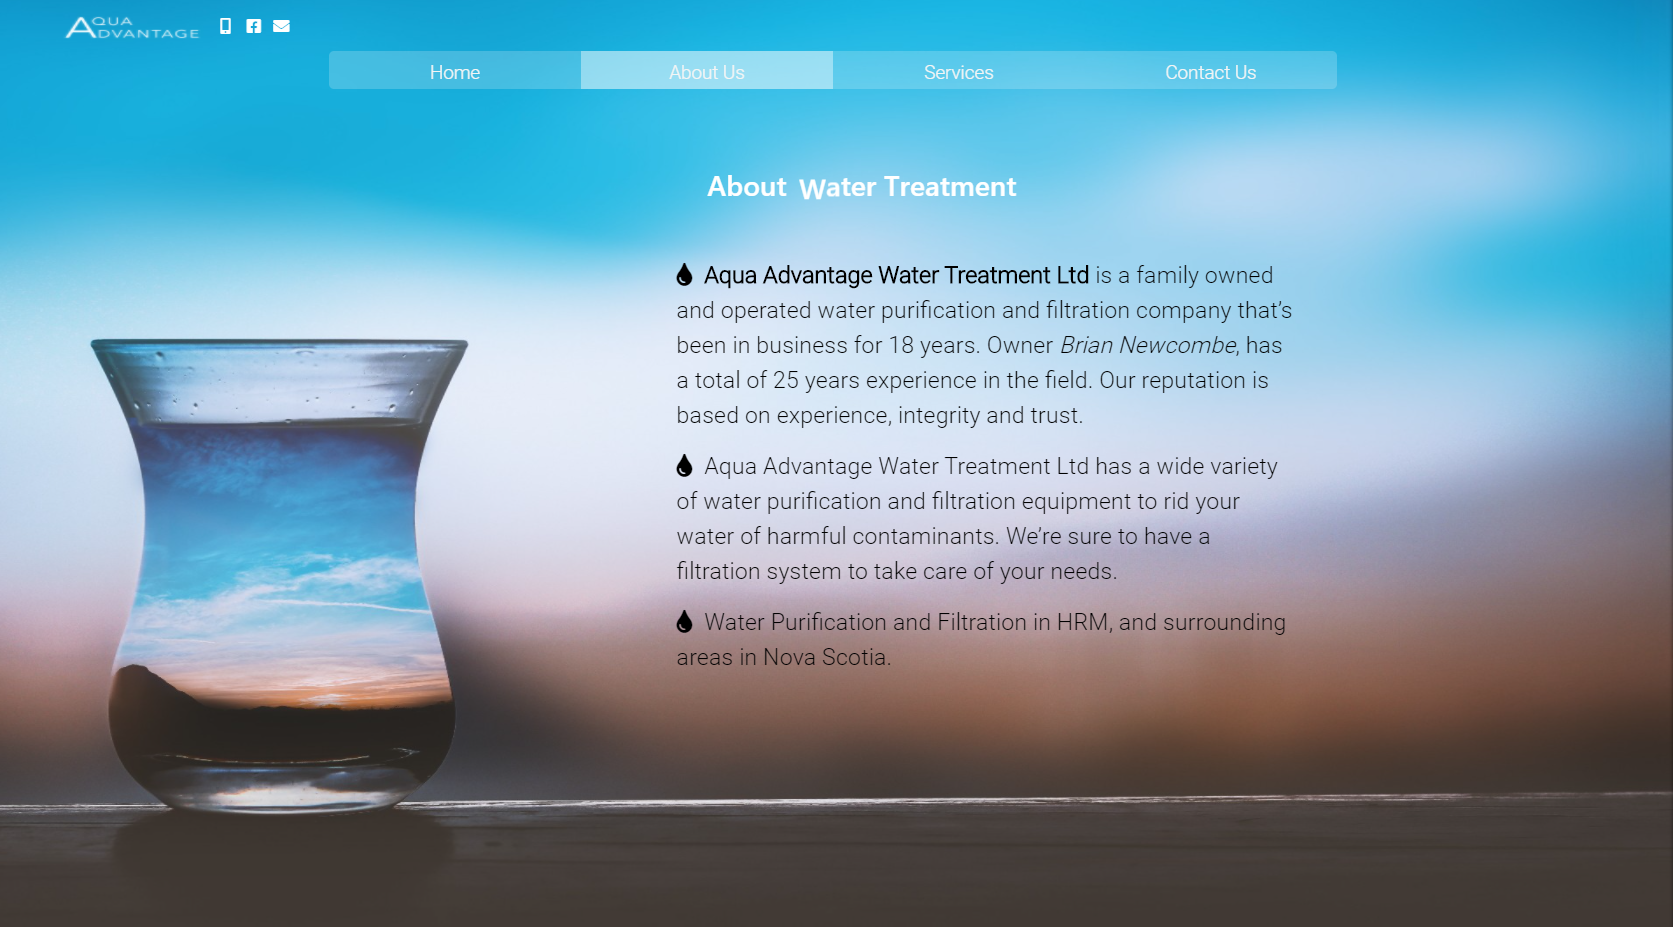 AQUA
ADVANTAGE
Home About Us Services Contact Us
About Water Treatment
Aqua Advantage Water Treatment Ltd is a family owned
and operated water purification and filtration company that’s
been in business for 18 years. Owner Brian Newcombe, has
a total of 25 years experience in the field. Our reputation is
based on experience, integrity and trust.
Aqua Advantage Water Treatment Ltd has a wide variety
of water purification and filtration equipment to rid your
water of harmful contaminants. We’re sure to have a
filtration system to take care of your needs.
Water Purification and Filtration in HRM, and surrounding
areas in Nova Scotia.